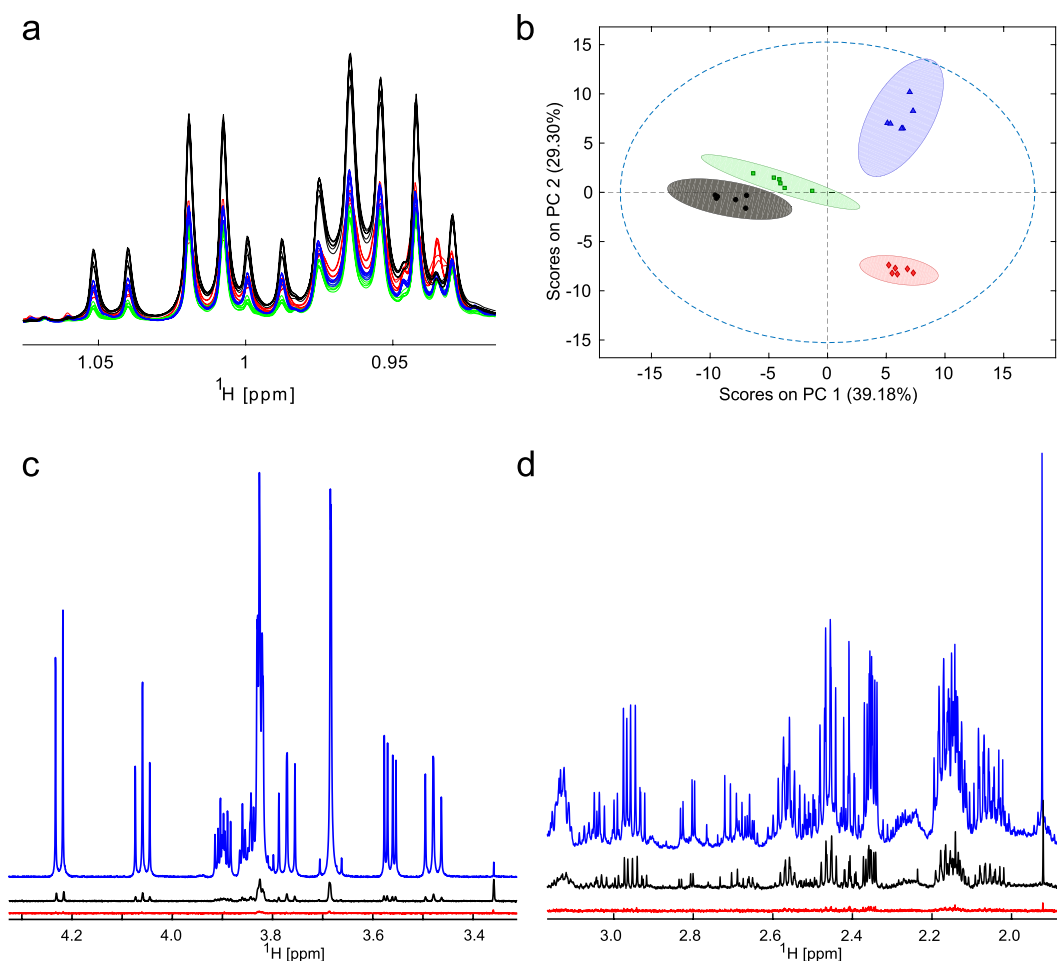 a
1.05 1 0.95
¹H [ppm]
b
Scores on PC 2 (29.30%)
15
10
5
0
-5
-10
-15
-15 -10 -5 0 5 10 15
Scores on PC 1 (39.18%)
c
4.2 4.0 3.8 3.6 3.4
¹H [ppm]
d
3.0 2.8 2.6 2.4 2.2 2.0
¹H [ppm]